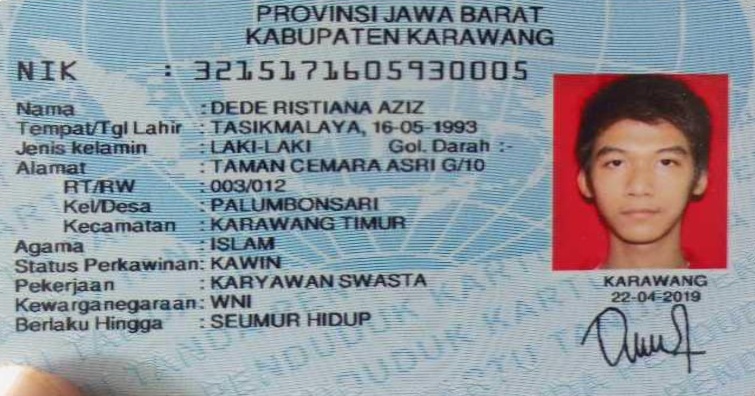 PROVINSI JAWA BARAT
KABUPATEN KARAWANG
NIK : 3215171605930005
Nama : DEDE RISTIANA AZIZ
Tempat/Tgl Lahir : TASIKMALAYA, 16-05-1993
Jenis kelamin : LAKI-LAKI Gol. Darah :-
Alamat : TAMAN CEMARA ASRI G/10
RT/RW : 003/012
Kel/Desa : PALUMBONSARI
Kecamatan : KARAWANG TIMUR
Agama : ISLAM
Status Perkawinan: KAWIN
Pekerjaan : KARYAWAN SWASTA
Kewarganegaraan: WNI
Berlaku Hingga : SEUMUR HIDUP
KARAWANG
22-04-2019